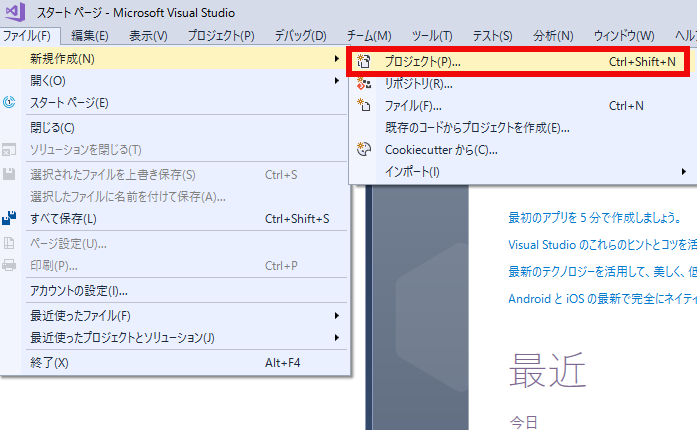 スタート ページ - Microsoft Visual Studio
ファイル(F) 編集(E) 表示(V) プロジェクト(P) デバッグ(D) チーム(M) ツール(T) テスト(S) 分析(N) ウィンドウ(W) ヘル
新規作成(N)
開く(O)
スタート ページ(E)
閉じる(C)
ソリューションを閉じる(T)
選択されたファイルを上書き保存(S) Ctrl+S
選択したファイルに名前を付けて保存(A)...
すべて保存(L) Ctrl+Shift+S
ページ設定(U)...
印刷(P)... Ctrl+P
アカウントの設定(I)...
最近使ったファイル(F)
最近使ったプロジェクトとソリューション(J)
終了(X) Alt+F4
プロジェクト(P)... Ctrl+Shift+N
リポジトリ(R)...
ファイル(F)... Ctrl+N
既存のコードからプロジェクトを作成(E)...
Cookiecutter から(C)...
インポート(I)
最初のアプリを 5 分で作成しましょう。
Visual Studio のこれらのヒントとコツを活
最新のテクノロジーを活用して、美しく、低
Android と iOS の最新で完全にネイティ
最近
今日